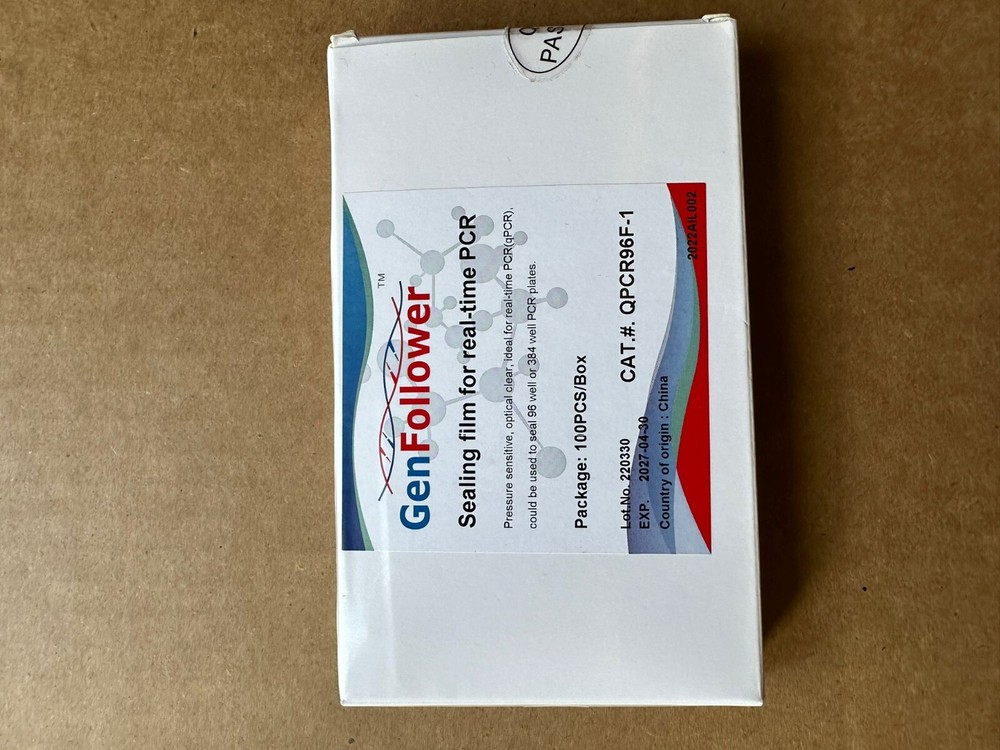 GenFollower
TM
Sealing film for real-time PCR
Pressure sensitive, optical clear, ideal for real-time PCR(qPCR),
could be used to seal 96 well or 384 well PCR plates.
Package: 100PCS/Box
CAT.#. QPCR96F-1
Lot.No. 220330
EXP. 2027-04-30
Country of origin : China
2022AIL002
PAS